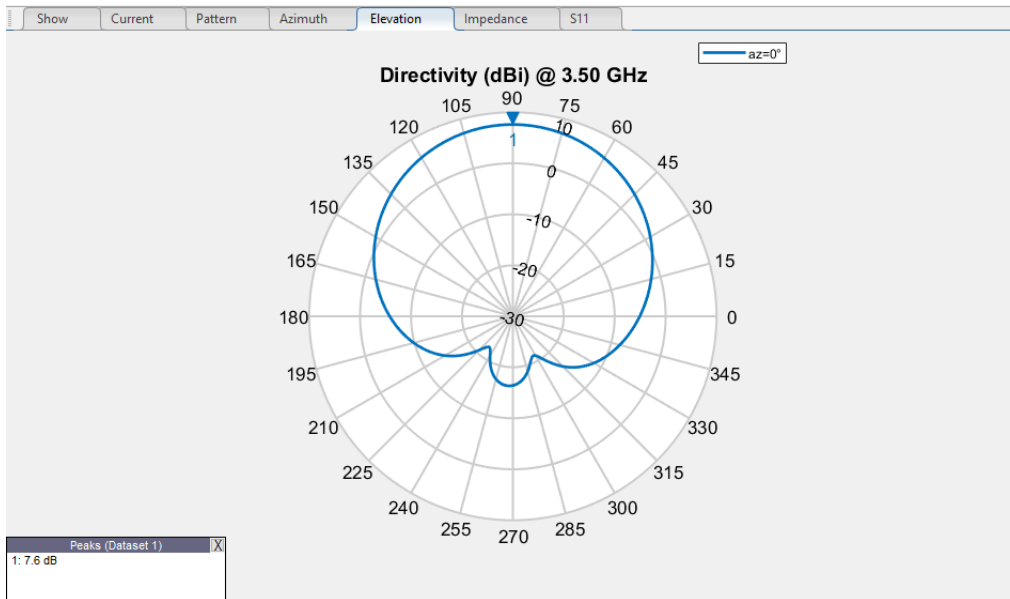 Show Current Pattern Azimuth Elevation Impedance S11
az=0°
Directivity (dBi) @ 3.50 GHz
90
105 75
120 10 60
1
135 0 45
150 -10 30
165 -20 15
180 -30 0
195 345
210 330
225 315
240 300
255 285
270
Peaks (Dataset 1) X
1: 7.6 dB